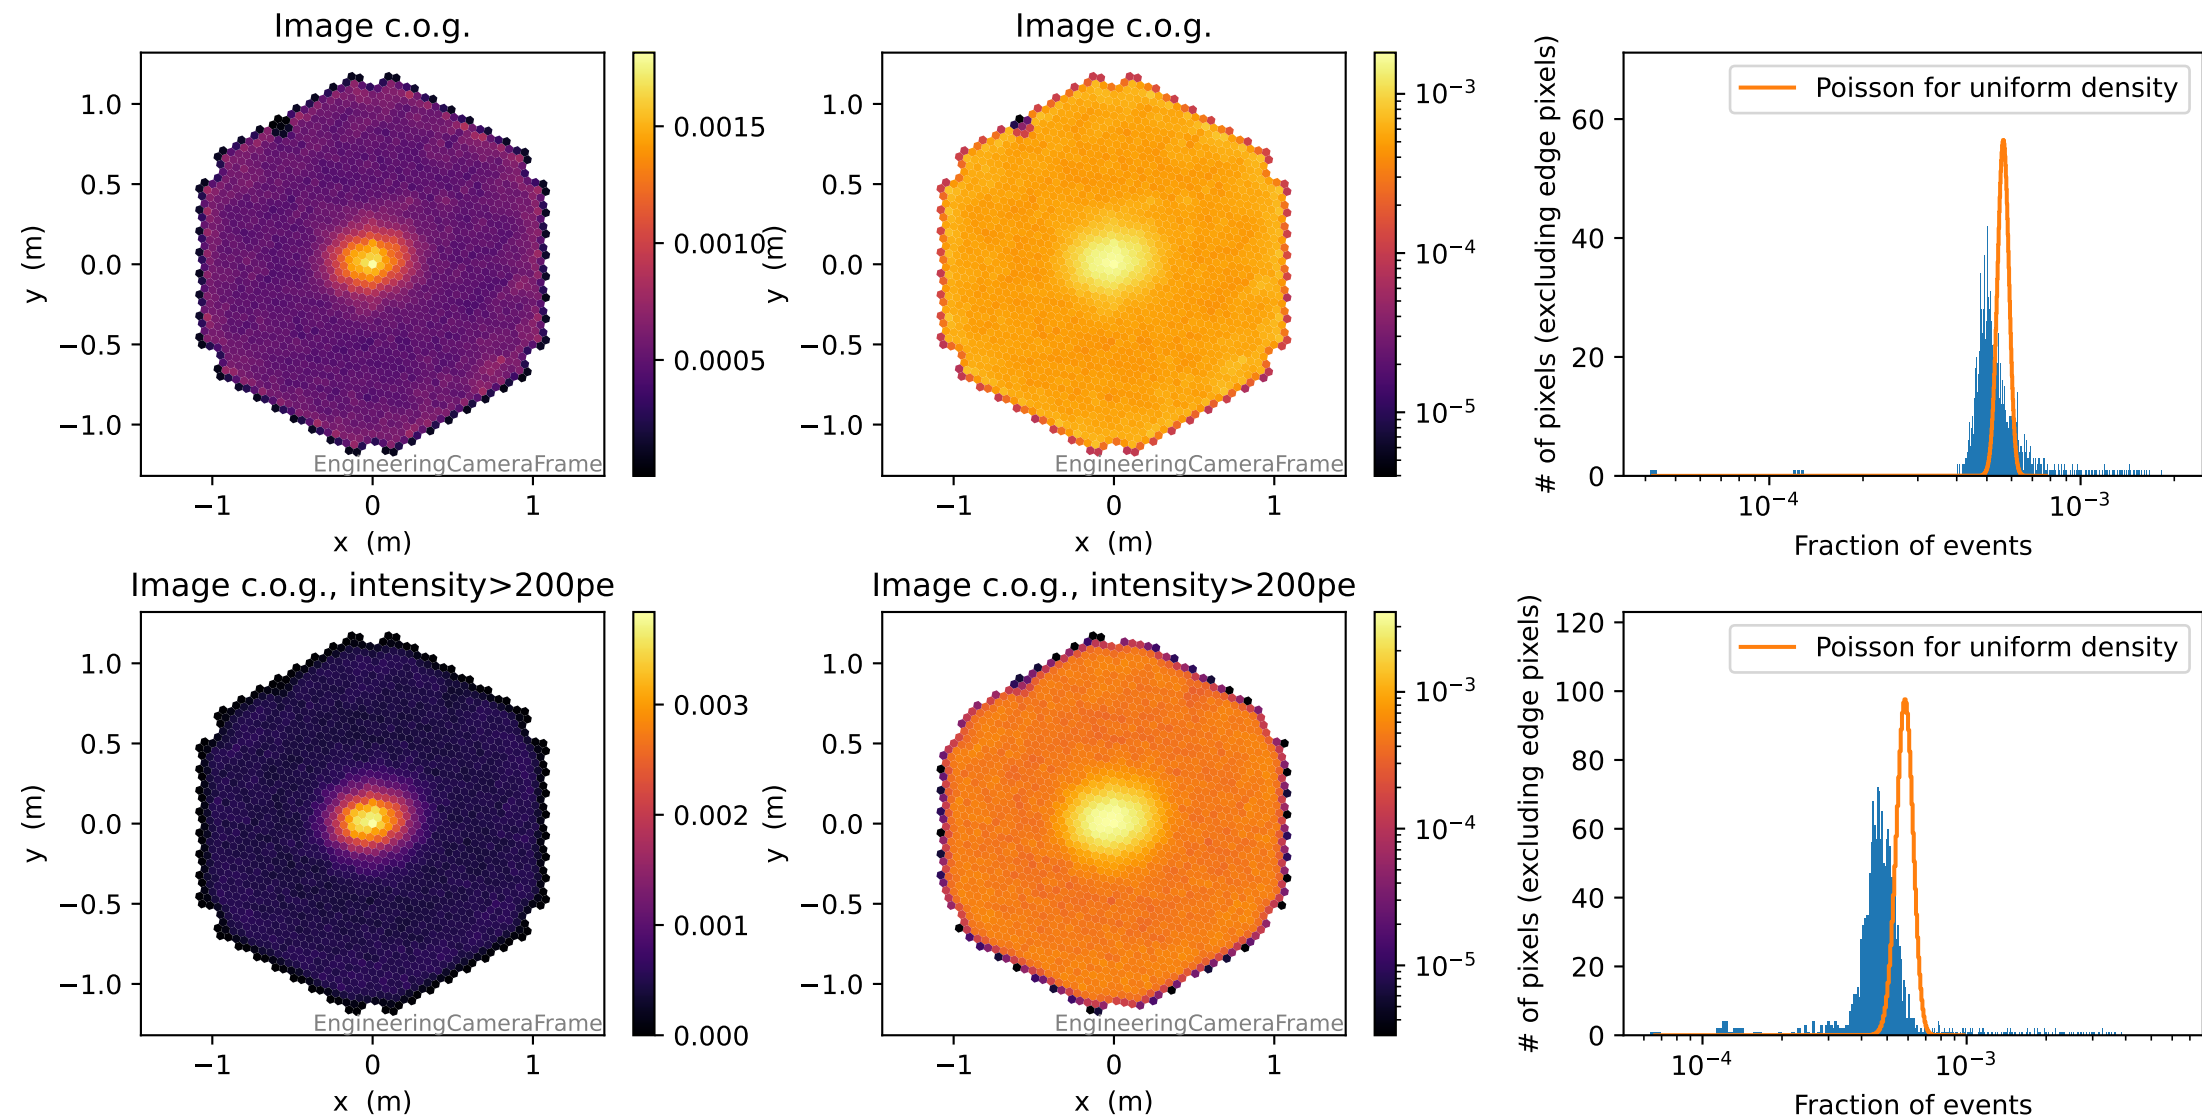 Image c.o.g.
y (m)
1.0
0.5
0.0
−0.5
−1.0
EngineeringCameraFrame
−1 0 1
x (m)
0.0015
0.0010
0.0005
Image c.o.g.
y (m)
1.0
0.5
0.0
−0.5
−1.0
EngineeringCameraFrame
−1 0 1
x (m)
10⁻³
10⁻⁴
10⁻⁵
# of pixels (excluding edge pixels)
60
40
20
0
Poisson for uniform density
10⁻⁴ 10⁻³
Fraction of events
Image c.o.g., intensity>200pe
y (m)
1.0
0.5
0.0
−0.5
−1.0
EngineeringCameraFrame
−1 0 1
x (m)
0.003
0.002
0.001
0.000
Image c.o.g., intensity>200pe
y (m)
1.0
0.5
0.0
−0.5
−1.0
EngineeringCameraFrame
−1 0 1
x (m)
10⁻³
10⁻⁴
10⁻⁵
# of pixels (excluding edge pixels)
120
100
80
60
40
20
0
Poisson for uniform density
10⁻⁴ 10⁻³
Fraction of events